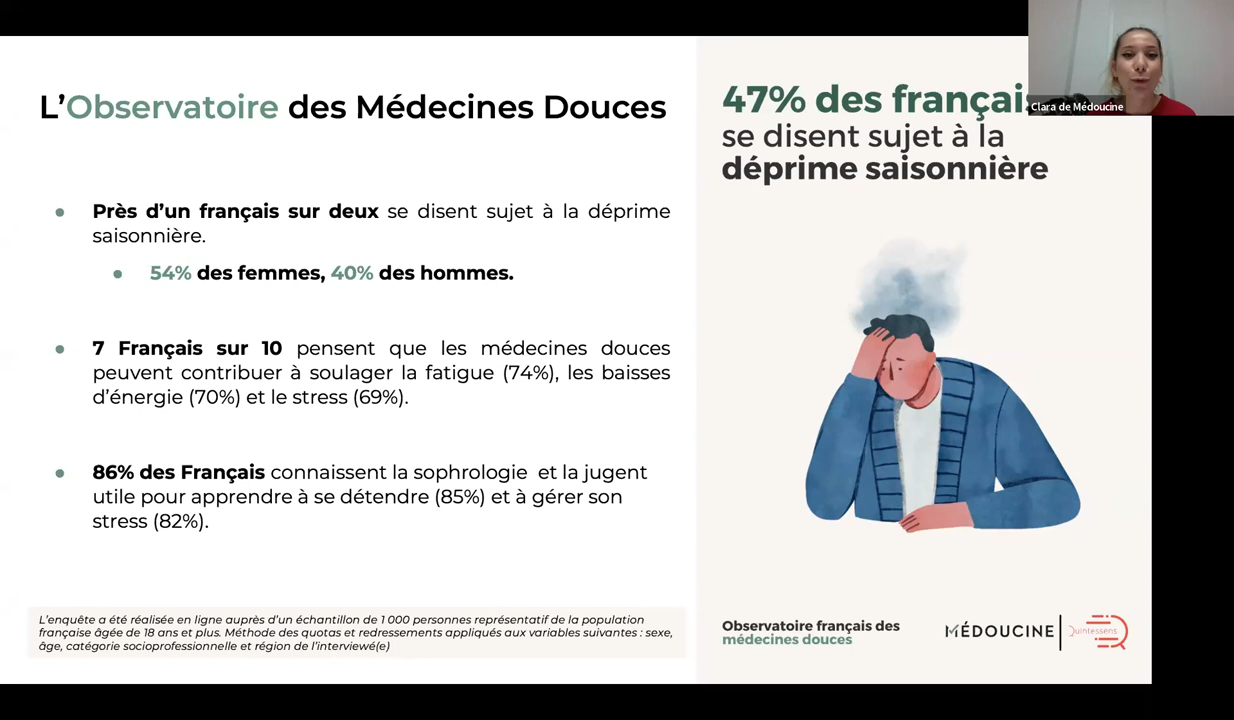 L'Observatoire des Médecines Douces
Près d'un français sur deux se disent sujet à la déprime
saisonnière.
54% des femmes, 40% des hommes.
7 Français sur 10 pensent que les médecines douces
peuvent contribuer à soulager la fatigue (74%), les baisses
d'énergie (70%) et le stress (69%).
86% des Français connaissent la sophrologie et la jugent
utile pour apprendre à se détendre (85%) et à gérer son
stress (82%).
L'enquête a été réalisée en ligne auprès d'un échantillon de 1 000 personnes représentatif de la population
française âgée de 18 ans et plus. Méthode des quotas et redressements appliqués aux variables suivantes : sexe,
âge, catégorie socioprofessionnelle et région de l'interviewé(e)
47% des françai
se disent sujet à la
déprime saisonnière
Clara de Médoucine
Observatoire français des
médecines douces
MÉDOUCINE
Quintessens